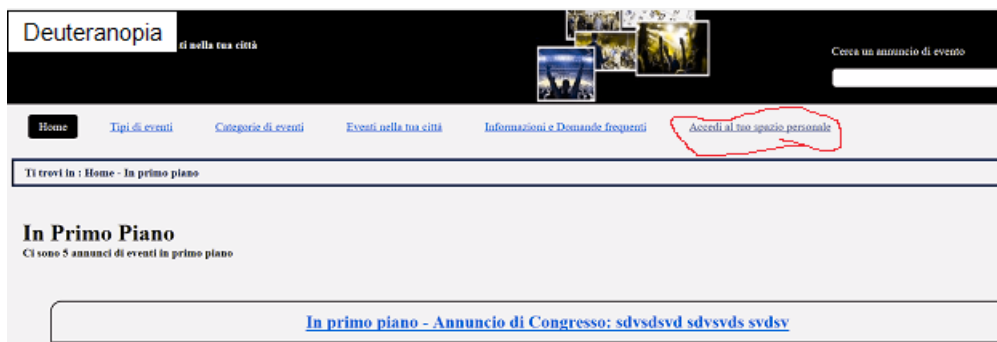 Deuteranopia
ti nella tua città
Cerca un annuncio di evento
Home Tipi di eventi Categorie di eventi Eventi nella tua città Informazioni e Domande frequenti Accedi al tuo spazio personale
Ti trovi in : Home - In primo piano
In Primo Piano
Ci sono 5 annunci di eventi in primo piano
In primo piano - Annuncio di Congresso: sdvsdsvd sdvsvds svdsv